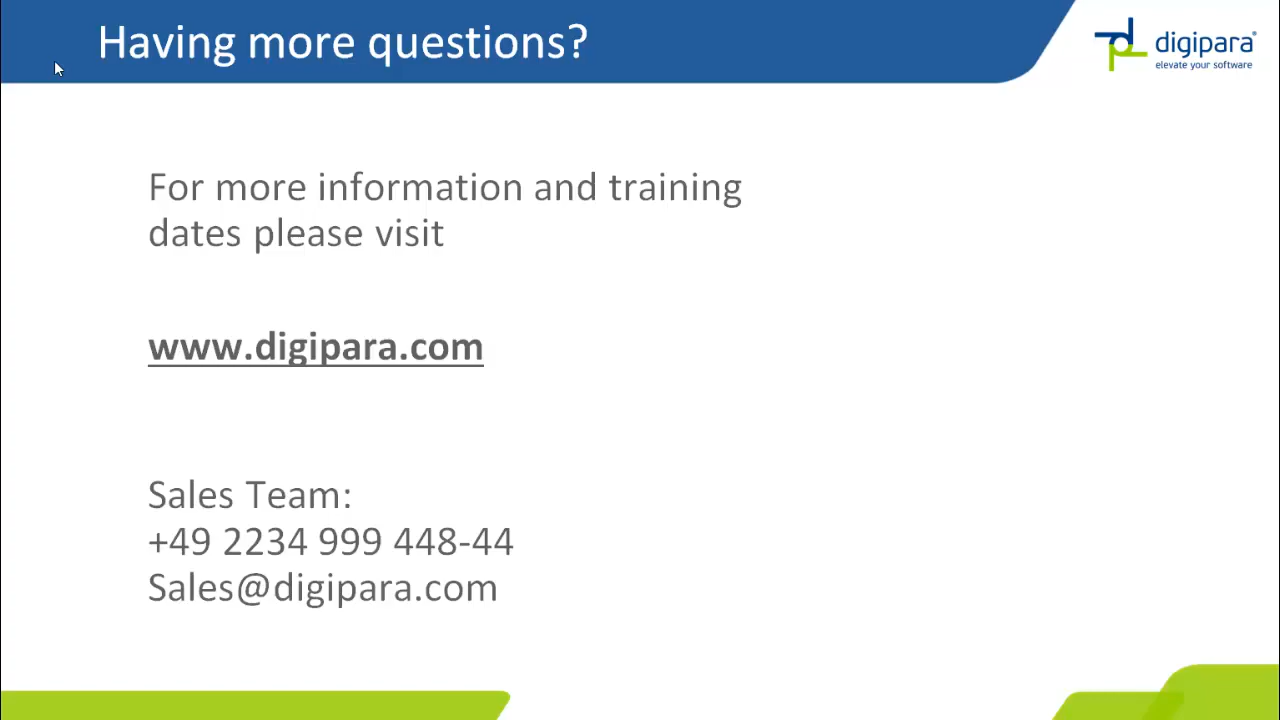 Having more questions?
digipara®
elevate your software
For more information and training
dates please visit
www.digipara.com
Sales Team:
+49 2234 999 448-44
Sales@digipara.com